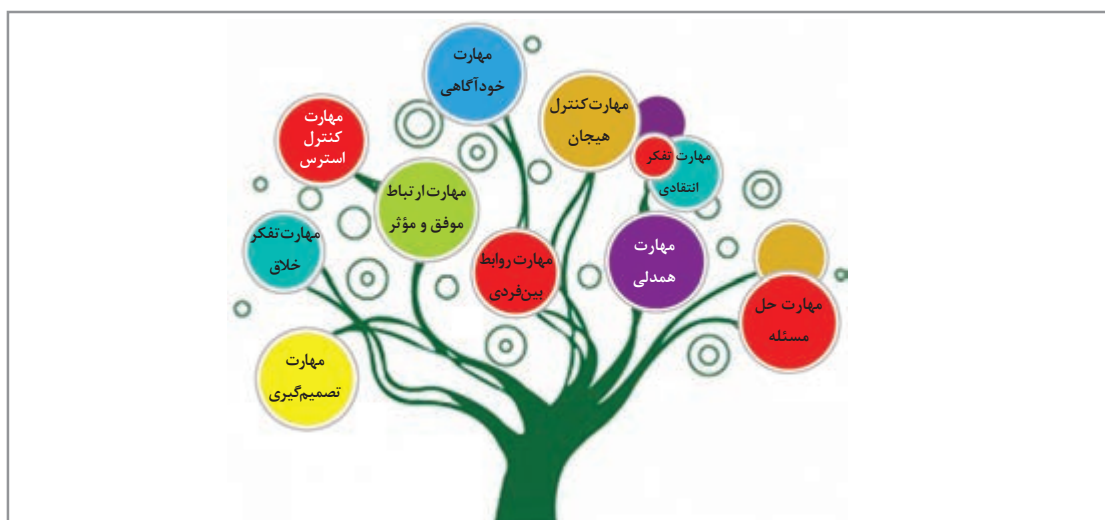 مهارت
خودآگاهی
مهارت کنترل
هیجان
مهارت
کنترل
استرس
مهارت تفکر
انتقادی
مهارت ارتباط
موفق و مؤثر
مهارت تفکر
خلاق
مهارت روابط
بین‌فردی
مهارت
همدلی
مهارت حل
مسئله
مهارت
تصمیم‌گیری